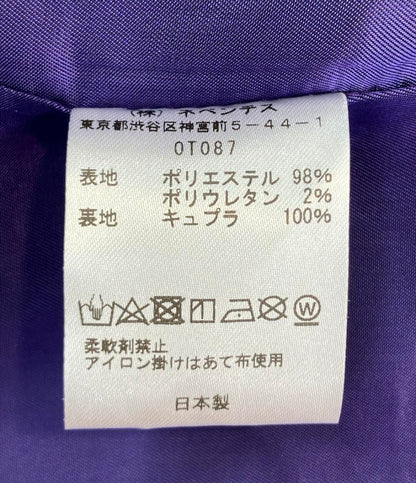 (株) ネペンテス
東京都渋谷区神宮前5-44-1
OT087
表地 ポリエステル 98%
ポリウレタン 2%
裏地 キュプラ 100%
柔軟剤禁止
アイロン掛けはあて布使用
日本製